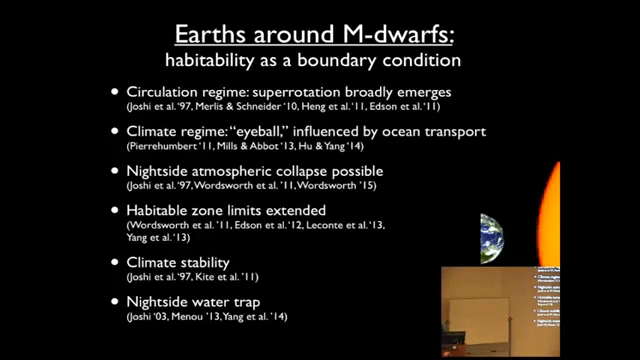 Earths around M-dwarfs:
habitability as a boundary condition
• Circulation regime: superrotation broadly emerges
(Joshi et al. '97, Merlis & Schneider '10, Heng et al.'11, Edson et al.'11)
• Climate regime: "eyeball," influenced by ocean transport
(Pierrehumbert '11, Mills & Abbot '13, Hu & Yang '14)
• Nightside atmospheric collapse possible
(Joshi et al.'97, Wordsworth et al.'11, Wordsworth '15)
• Habitable zone limits extended
(Wordsworth et al.'11, Edson et al.'12, Leconte et al.'13,
Yang et al.'13)
• Climate stability
(Joshi et al.'97, Kite et al.'11)
• Nightside water trap
(Joshi '03, Menou '13, Yang et al.'14)